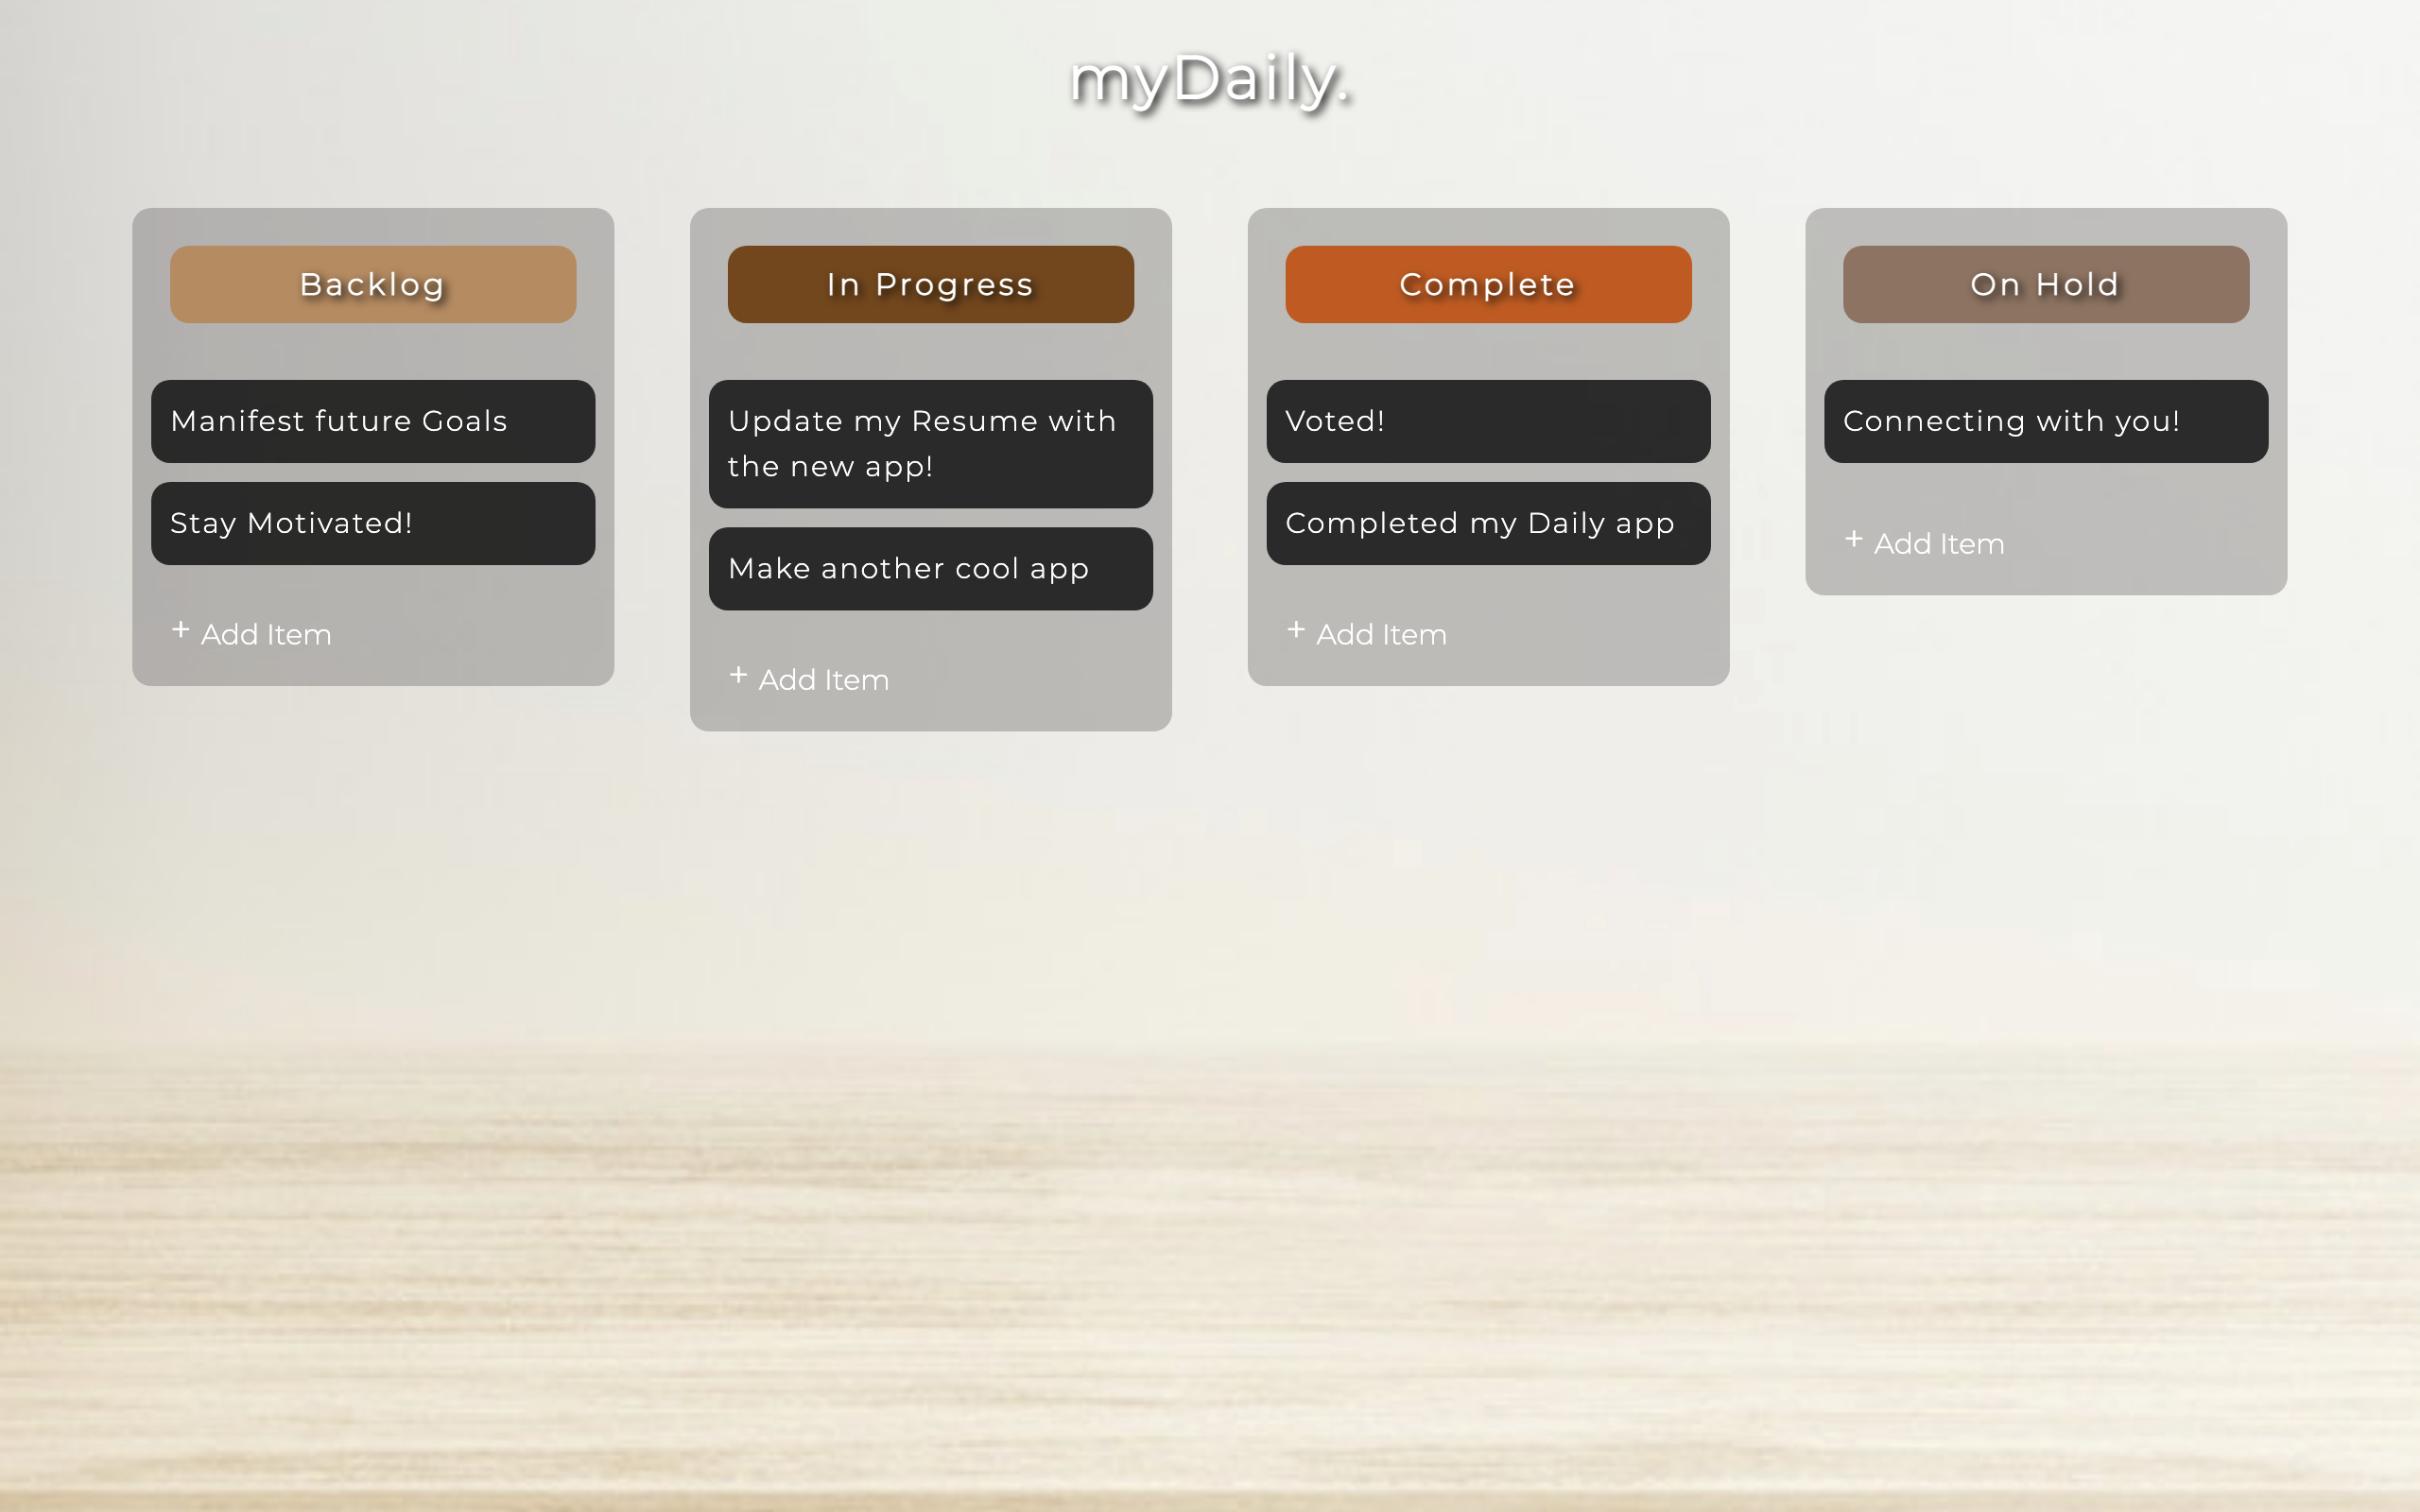 myDaily.
Backlog
Manifest future Goals
Stay Motivated!
+ Add Item
In Progress
Update my Resume with
the new app!
Make another cool app
+ Add Item
Complete
Voted!
Completed my Daily app
+ Add Item
On Hold
Connecting with you!
+ Add Item